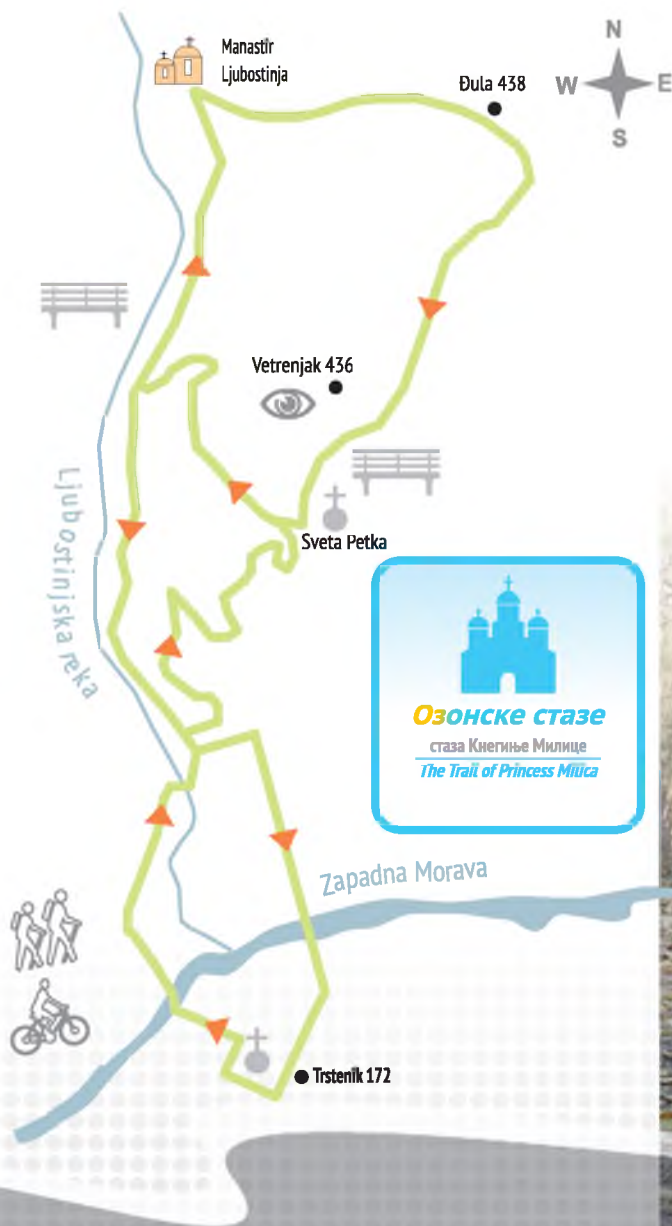 N
W
E
S
Manastir
Ljubostinja
Đula 438
Vetrenjak 436
Sveta Petka
Ljubostinjska reka
Озонске стазе
стаза Кнегиње Милице
The Trail of Princess Milica
Zapadna Morava
Trstenik 172